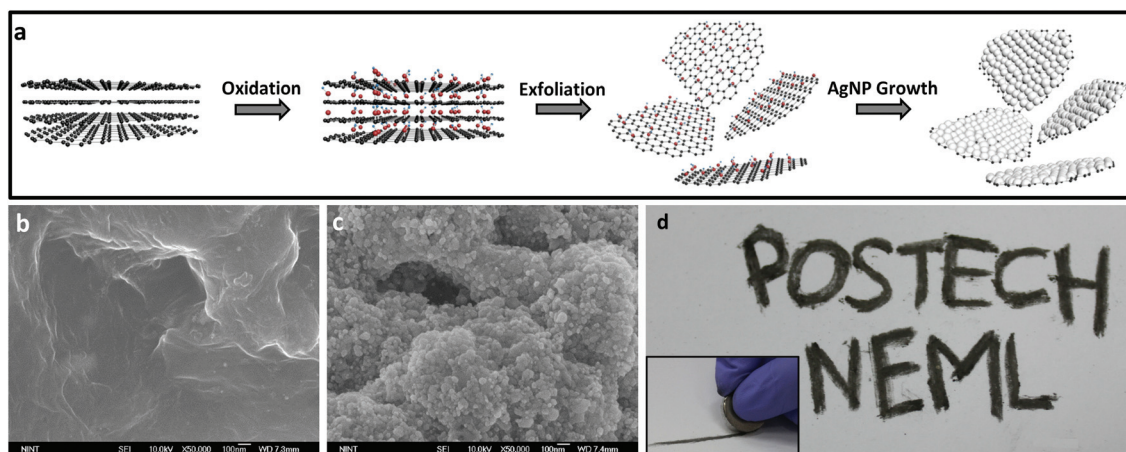 a
Oxidation
Exfoliation
AgNP Growth
b
NINT SEI 10.0kV X50,000 100nm WD 7.3mm
c
NINT SEI 10.0kV X50,000 100nm WD 7.4mm
d
POSTECH
NEML